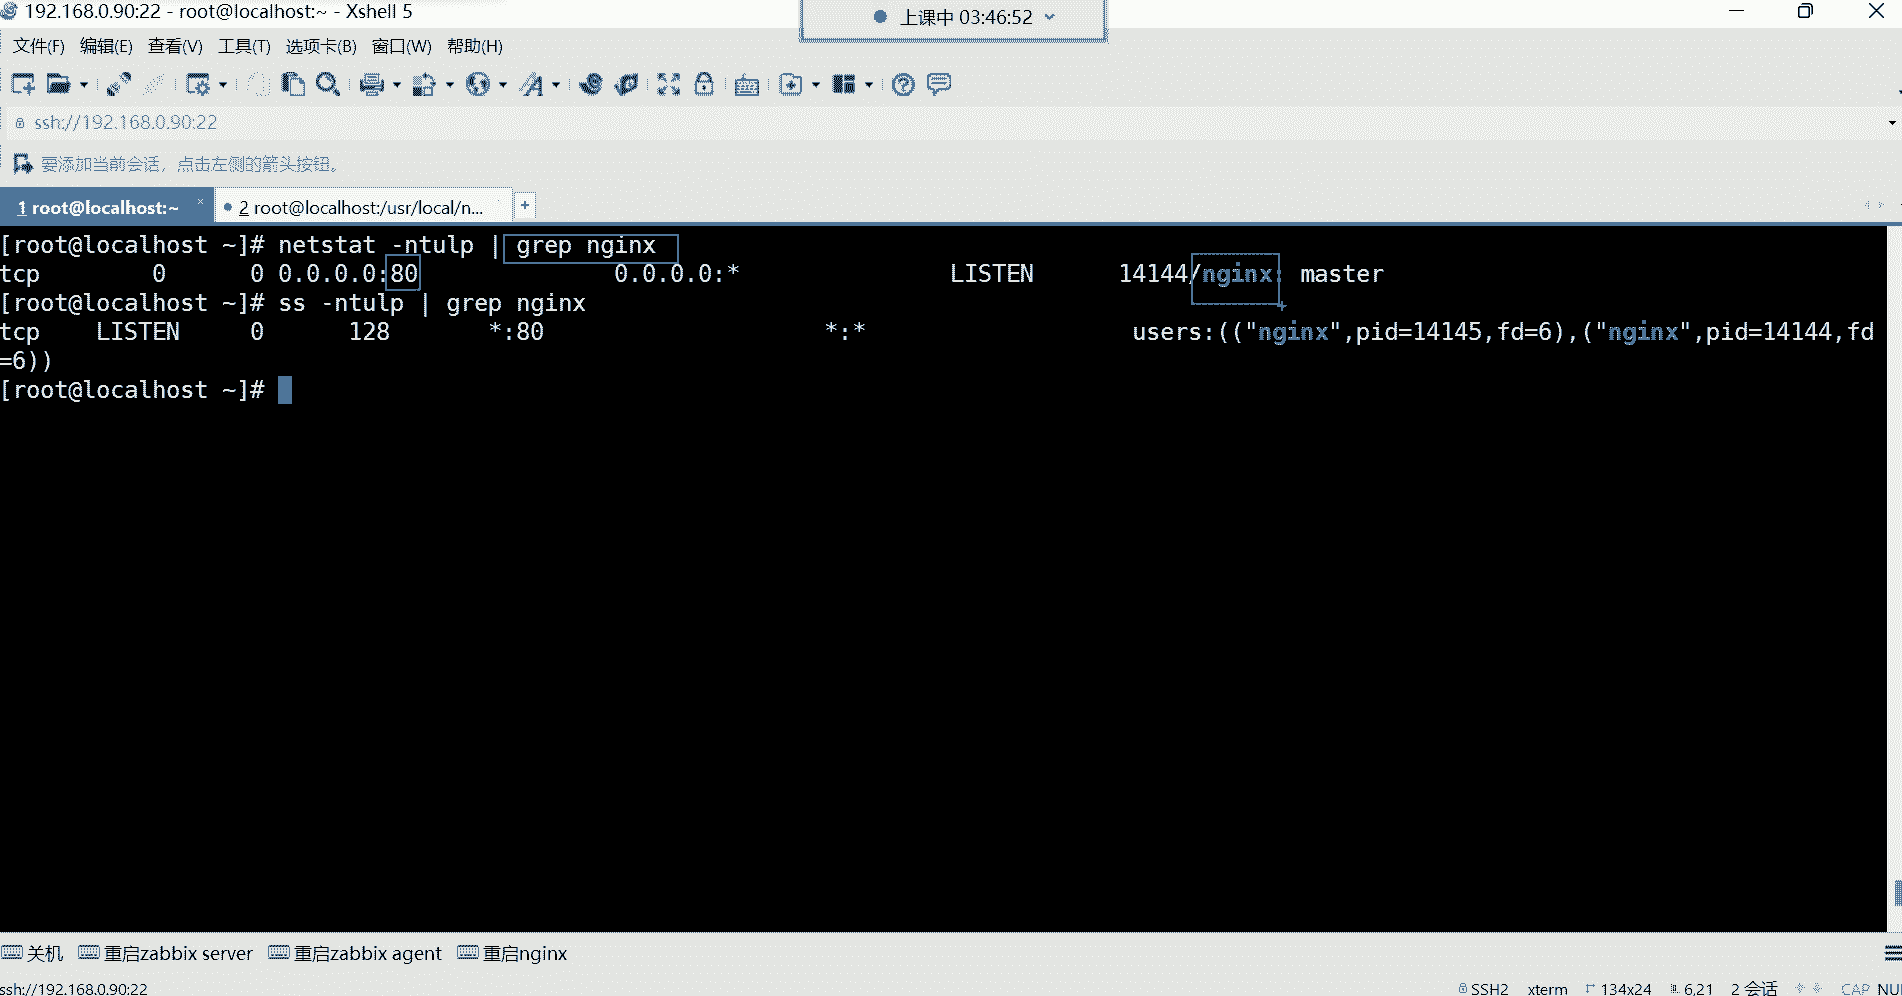 192.168.0.90:22 - root@localhost:~ - Xshell 5
上课中 03:46:52
文件(F) 编辑(E) 查看(V) 工具(T) 选项卡(B) 窗口(W) 帮助(H)
ssh://192.168.0.90:22
要添加当前会话，点击左侧的箭头按钮。
1 root@localhost:~ × 2 root@localhost:/usr/local/n... +
[root@localhost ~]# netstat -ntulp | grep nginx
tcp 0 0 0.0.0.0:80 0.0.0.0:* LISTEN 14144/nginx: master
[root@localhost ~]# ss -ntulp | grep nginx
tcp LISTEN 0 128 *:80 *:* users:(("nginx",pid=14145,fd=6),("nginx",pid=14144,fd
=6))
[root@localhost ~]#
关机 重启zabbix server 重启zabbix agent 重启nginx
ssh://192.168.0.90:22 SSH2 xterm 134x24 6,21 2 会话 CAP NU